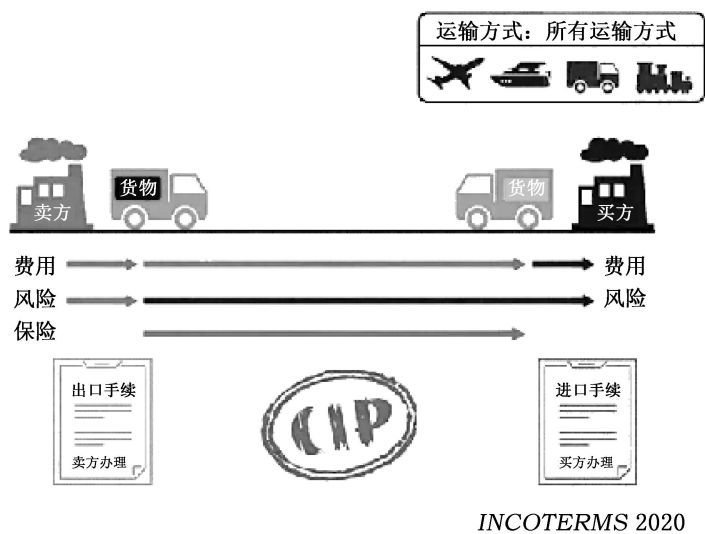 运输方式：所有运输方式
卖方
货物
货物
买方
费用
费用
风险
风险
保险
出口手续
卖方办理
CIP
进口手续
买方办理
INCOTERMS 2020